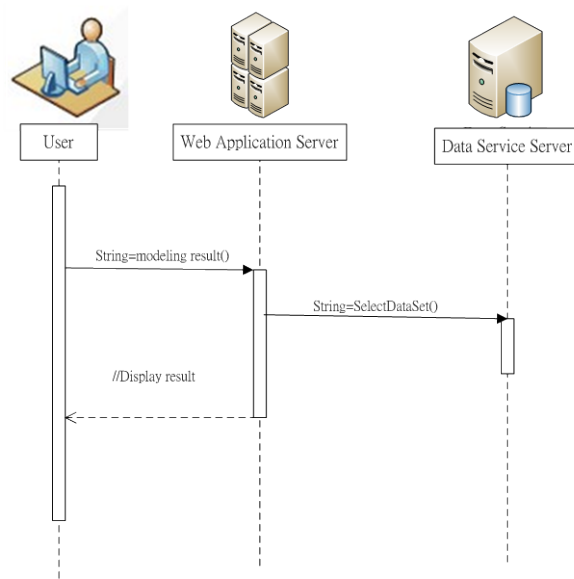 User
Web Application Server
Data Service Server
String=modeling result()
String=SelectDataSet()
//Display result